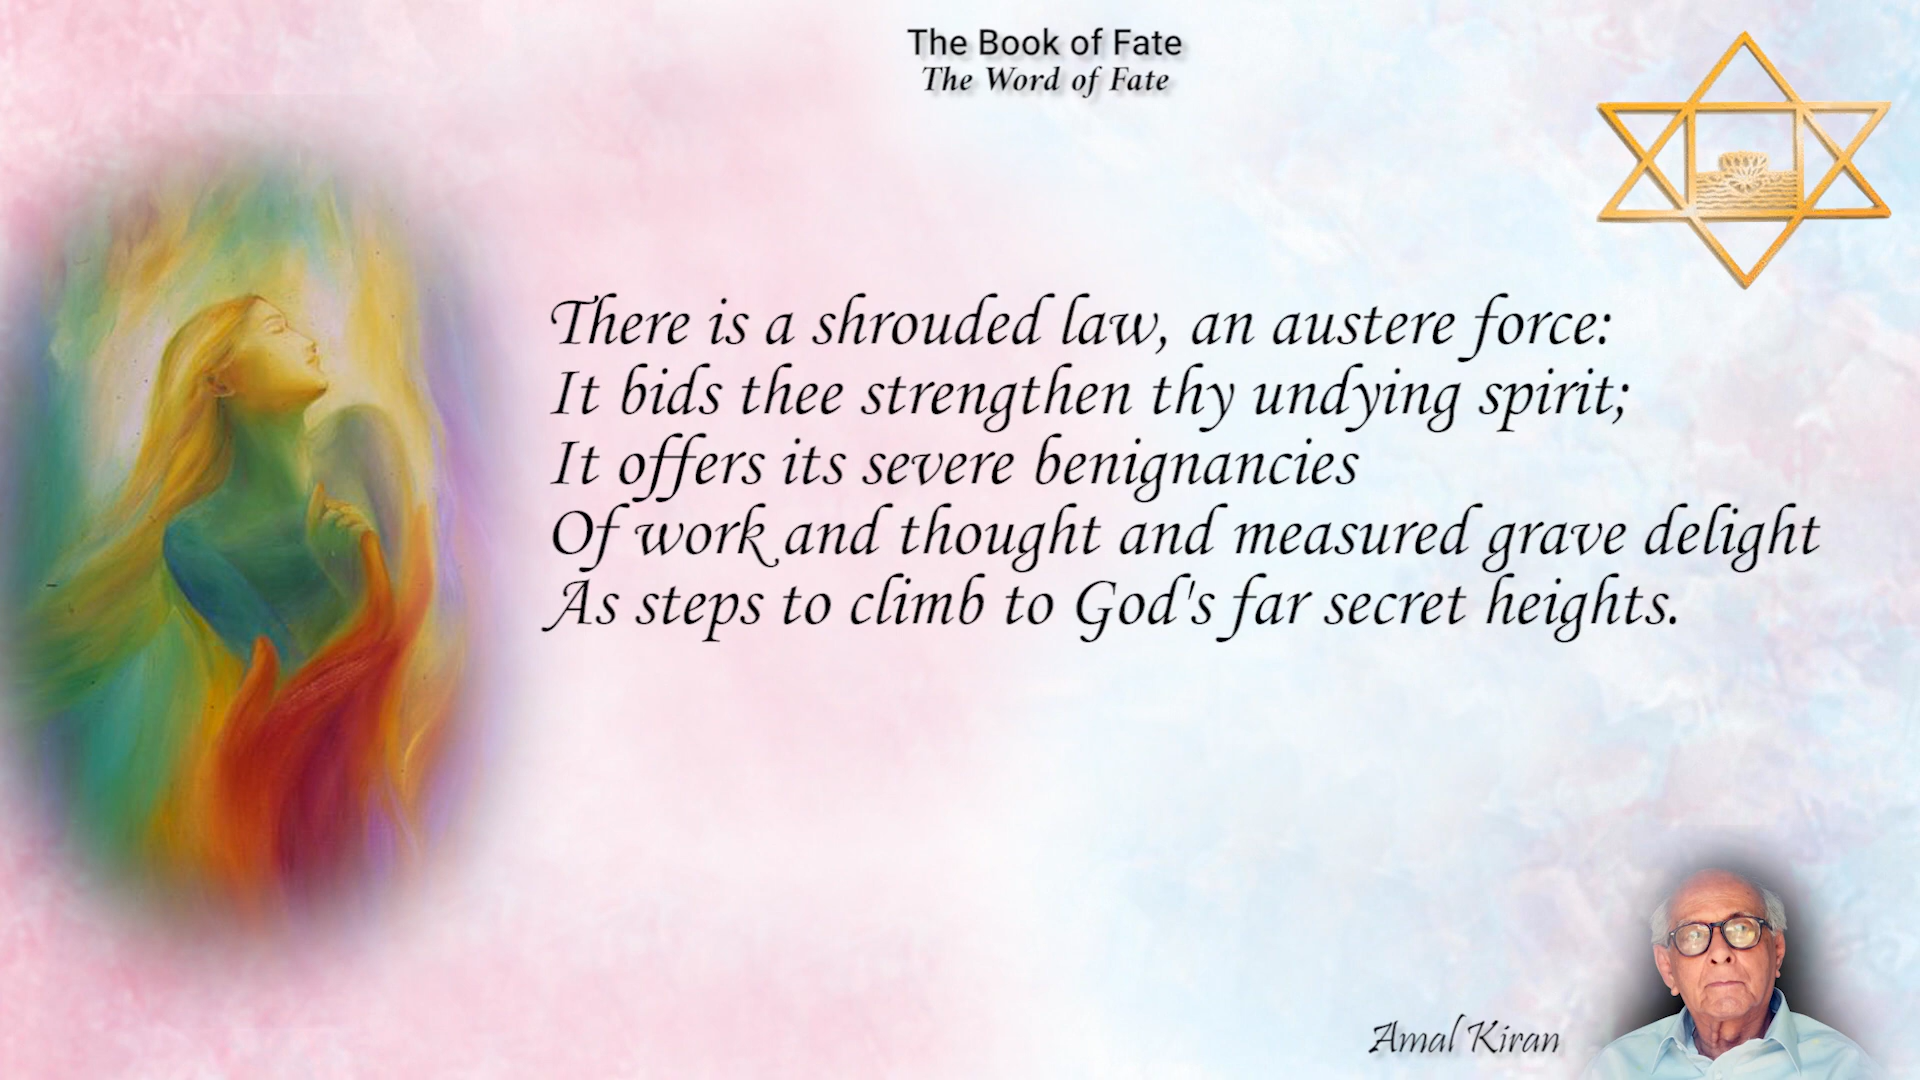 The Book of Fate
The Word of Fate
There is a shrouded law, an austere force:
It bids thee strengthen thy undying spirit;
It offers its severe benignancies
Of work and thought and measured grave delight
As steps to climb to God's far secret heights.
Amal Kiran